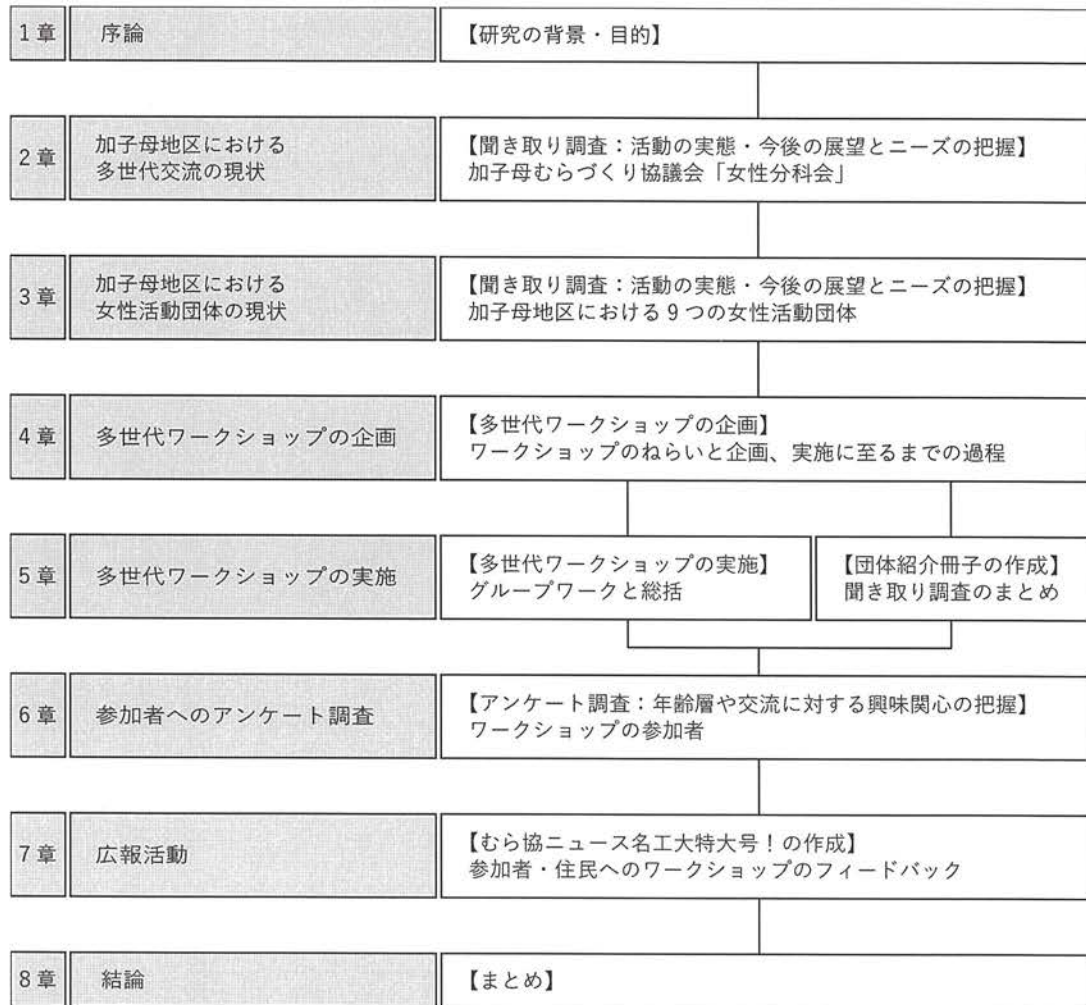 1章
序論
【研究の背景・目的】
2章
加子母地区における
多世代交流の現状
【聞き取り調査：活動の実態・今後の展望とニーズの把握】
加子母むらづくり協議会「女性分科会」
3章
加子母地区における
女性活動団体の現状
【聞き取り調査：活動の実態・今後の展望とニーズの把握】
加子母地区における9つの女性活動団体
4章
多世代ワークショップの企画
【多世代ワークショップの企画】
ワークショップのねらいと企画、実施に至るまでの過程
5章
多世代ワークショップの実施
【多世代ワークショップの実施】
グループワークと総括
【団体紹介冊子の作成】
聞き取り調査のまとめ
6章
参加者へのアンケート調査
【アンケート調査：年齢層や交流に対する興味関心の把握】
ワークショップの参加者
7章
広報活動
【むら協ニュース名工大特大号！の作成】
参加者・住民へのワークショップのフィードバック
8章
結論
【まとめ】